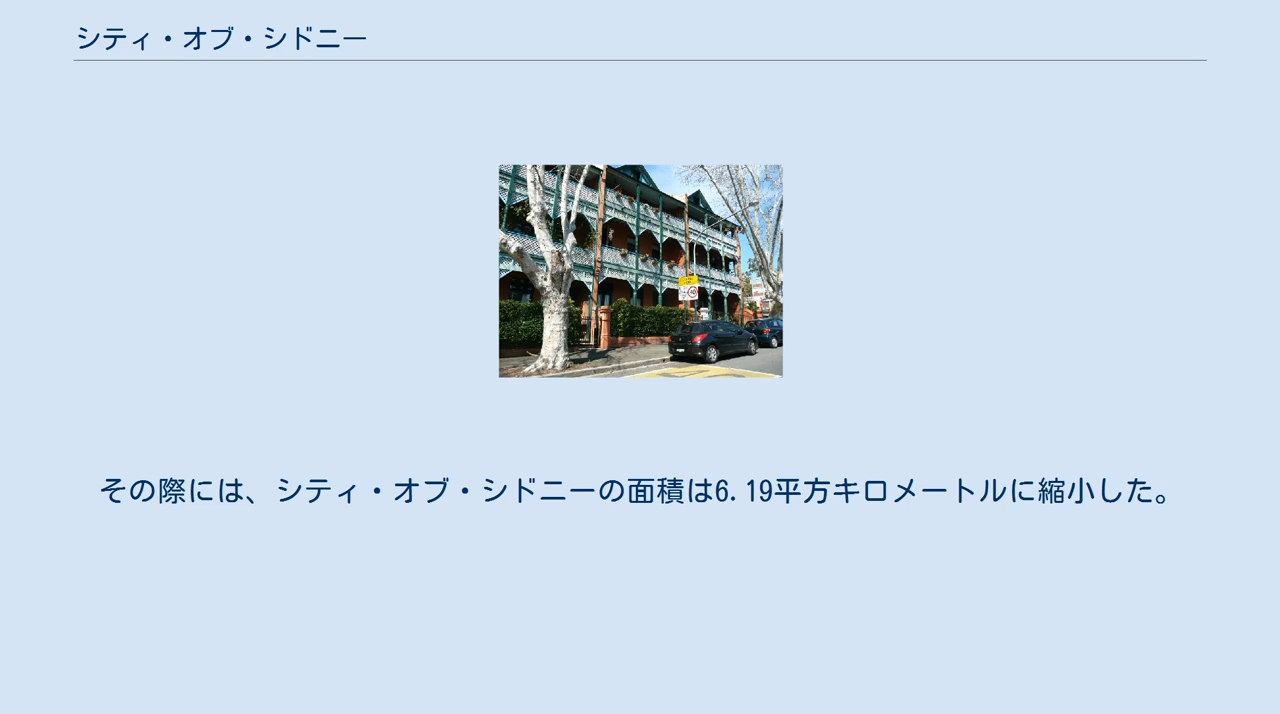 シティ・オブ・シドニー
40
その際には、シティ・オブ・シドニーの面積は6.19平方キロメートルに縮小した。